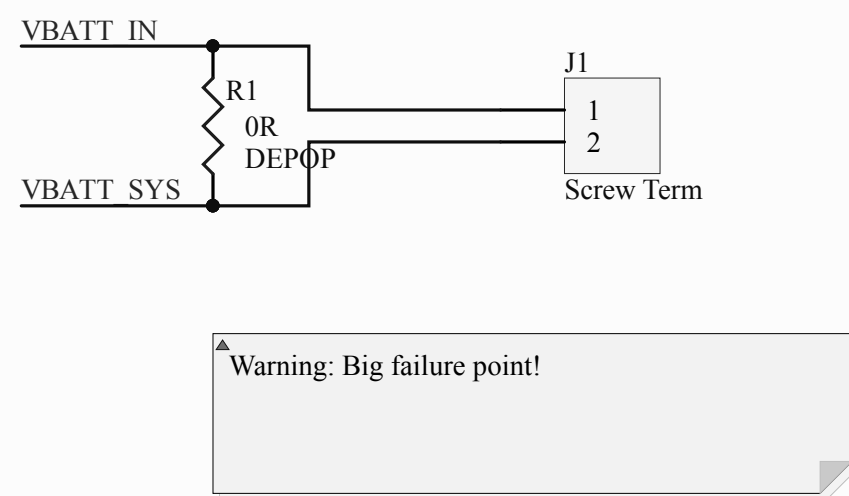 VBATT_IN
J1
R1
1
0R
2
DEPOP
VBATT_SYS
Screw Term
Warning: Big failure point!